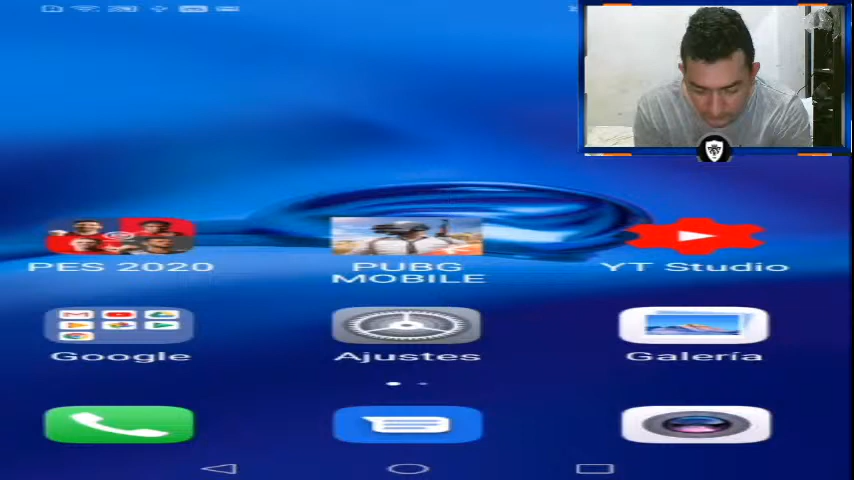 PES 2020
PUBG
MOBILE
YT Studio
Google
Ajustes
Galería